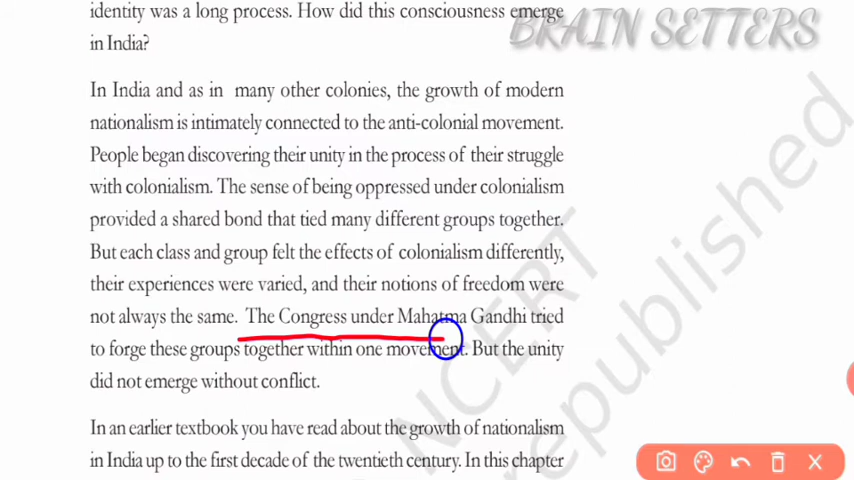 identity was a long process. How did this consciousness emerge
BRAIN SETTERS
in India?
In India and as in many other colonies, the growth of modern
nationalism is intimately connected to the anti-colonial movement.
People began discovering their unity in the process of their struggle
with colonialism. The sense of being oppressed under colonialism
provided a shared bond that tied many different groups together.
But each class and group felt the effects of colonialism differently,
their experiences were varied, and their notions of freedom were
not always the same. The Congress under Mahatma Gandhi tried
to forge these groups together within one movement. But the unity
did not emerge without conflict.
In an earlier textbook you have read about the growth of nationalism
in India up to the first decade of the twentieth century. In this chapter
NCERT
republished